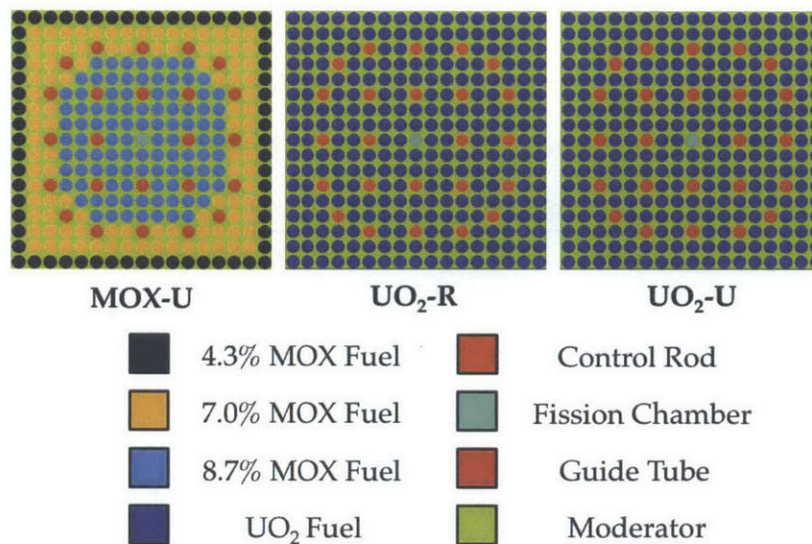 MOX-U UO₂-R UO₂-U
4.3% MOX Fuel Control Rod
7.0% MOX Fuel Fission Chamber
8.7% MOX Fuel Guide Tube
UO₂ Fuel Moderator